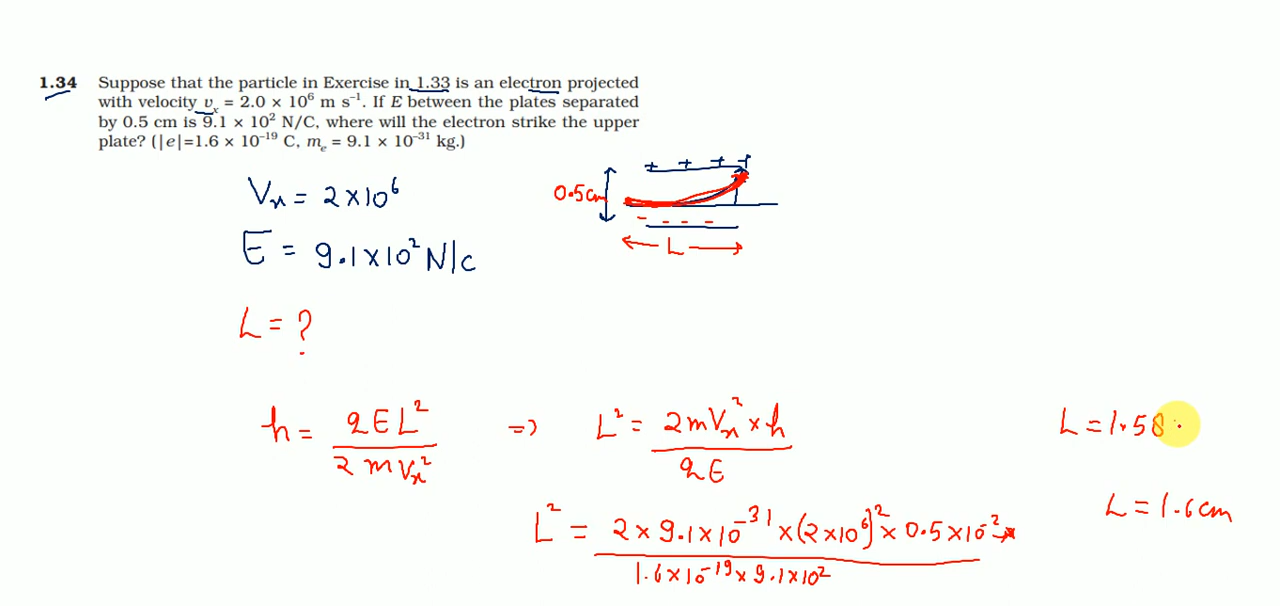 1.34 Suppose that the particle in Exercise in 1.33 is an electron projected
with velocity vₓ = 2.0 × 10⁶ m s⁻¹. If E between the plates separated
by 0.5 cm is 9.1 × 10² N/C, where will the electron strike the upper
plate? (|e|=1.6 × 10⁻¹⁹ C, mₑ = 9.1 × 10⁻³¹ kg.)
+ + + +
Vx = 2×10⁶
0.5cm
- - - -
L
E = 9.1×10² N/c
L = ?
h = qEL² / 2mVx² => L² = 2mVx² × h / qE
L = 1.58
L = 1.6cm
L² = 2 × 9.1×10⁻³¹ × (2×10⁶)² × 0.5×10⁻²
1.6×10⁻¹⁹ × 9.1×10²